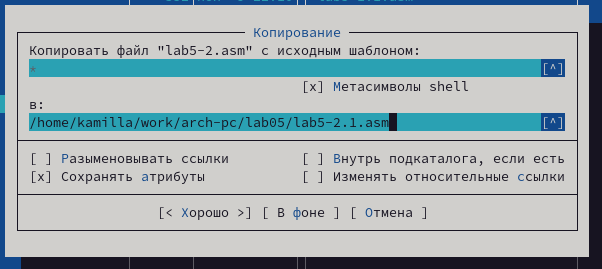 Копирование
Копировать файл "lab5-2.asm" с исходным шаблоном:
* [^]
[x] Метасимволы shell
в:
/home/kamilla/work/arch-pc/lab05/lab5-2.1.asm [^]
[ ] Разыменовывать ссылки [ ] Внутрь подкаталога, если есть
[x] Сохранять атрибуты [ ] Изменять относительные ссылки
[< Хорошо >] [ В фоне ] [ Отмена ]